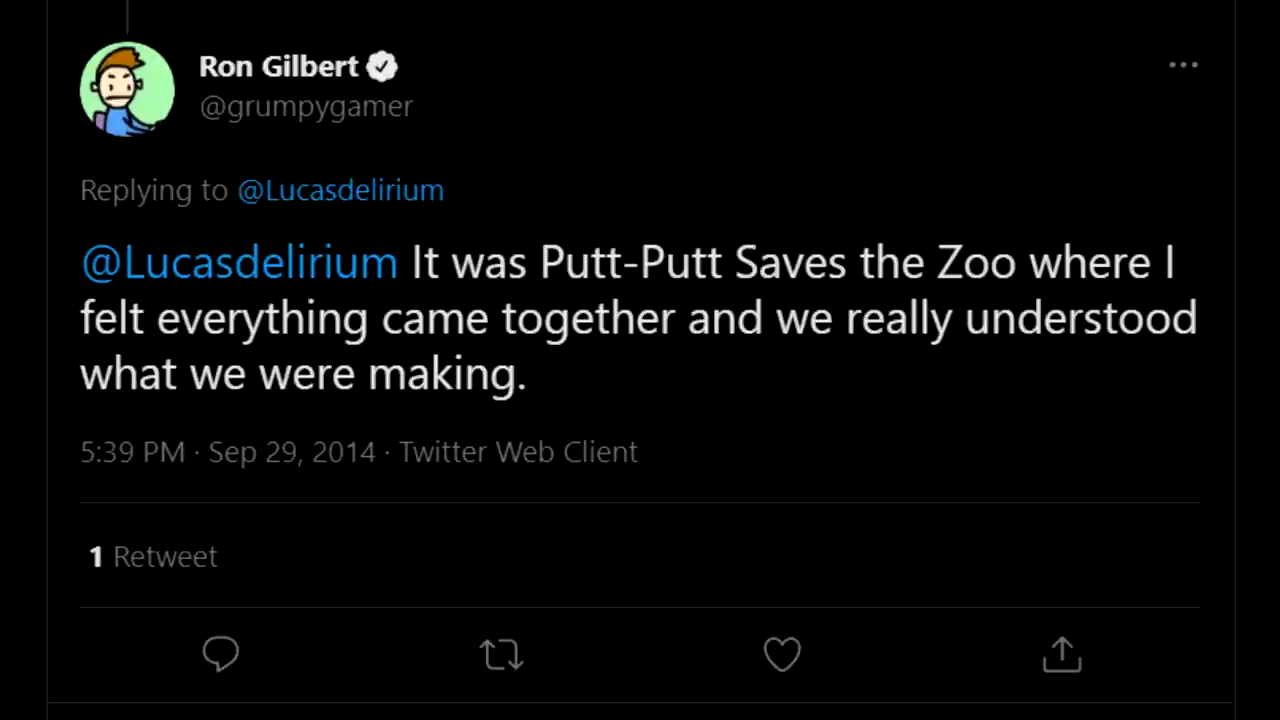 Ron Gilbert
@grumpygamer
Replying to @Lucasdelirium
@Lucasdelirium It was Putt-Putt Saves the Zoo where I
felt everything came together and we really understood
what we were making.
5:39 PM · Sep 29, 2014 · Twitter Web Client
1 Retweet